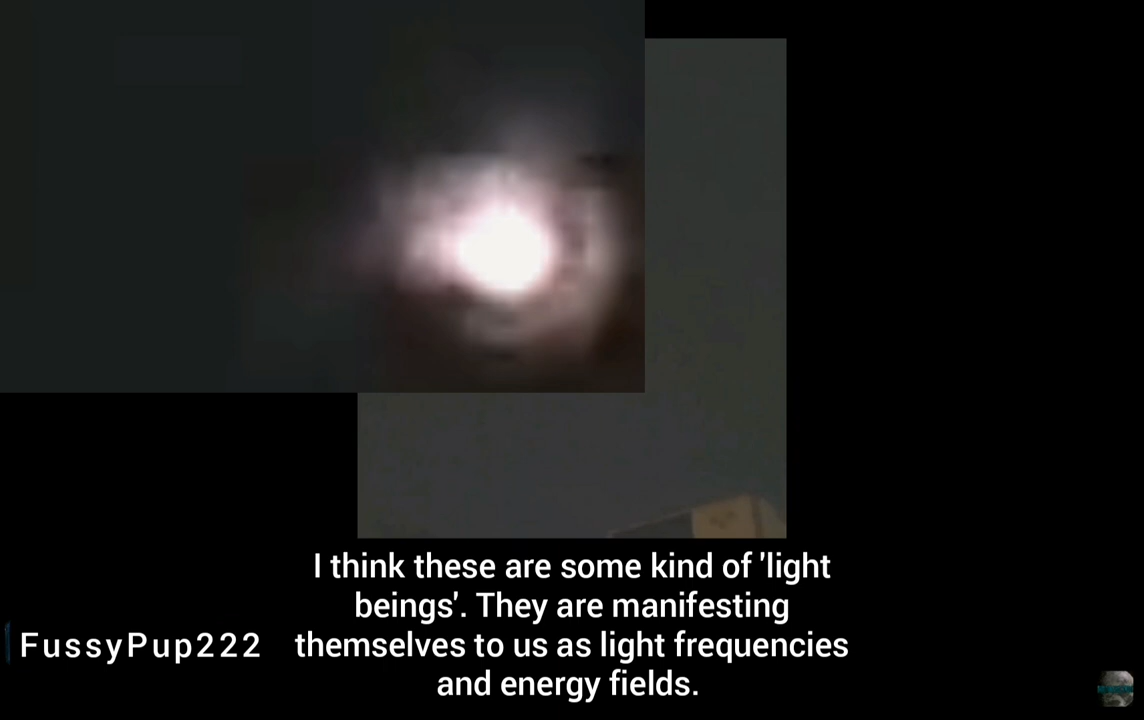 I think these are some kind of 'light
beings'. They are manifesting
themselves to us as light frequencies
and energy fields.
FussyPup222